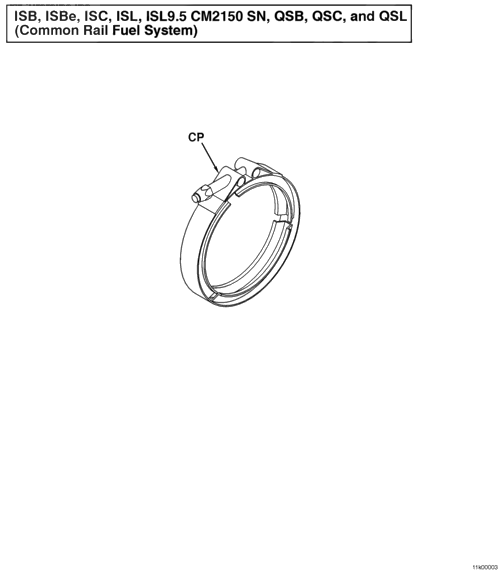 ISB, ISBe, ISC, ISL, ISL9.5 CM2150 SN, QSB, QSC, and QSL
(Common Rail Fuel System)
CP
11k00003